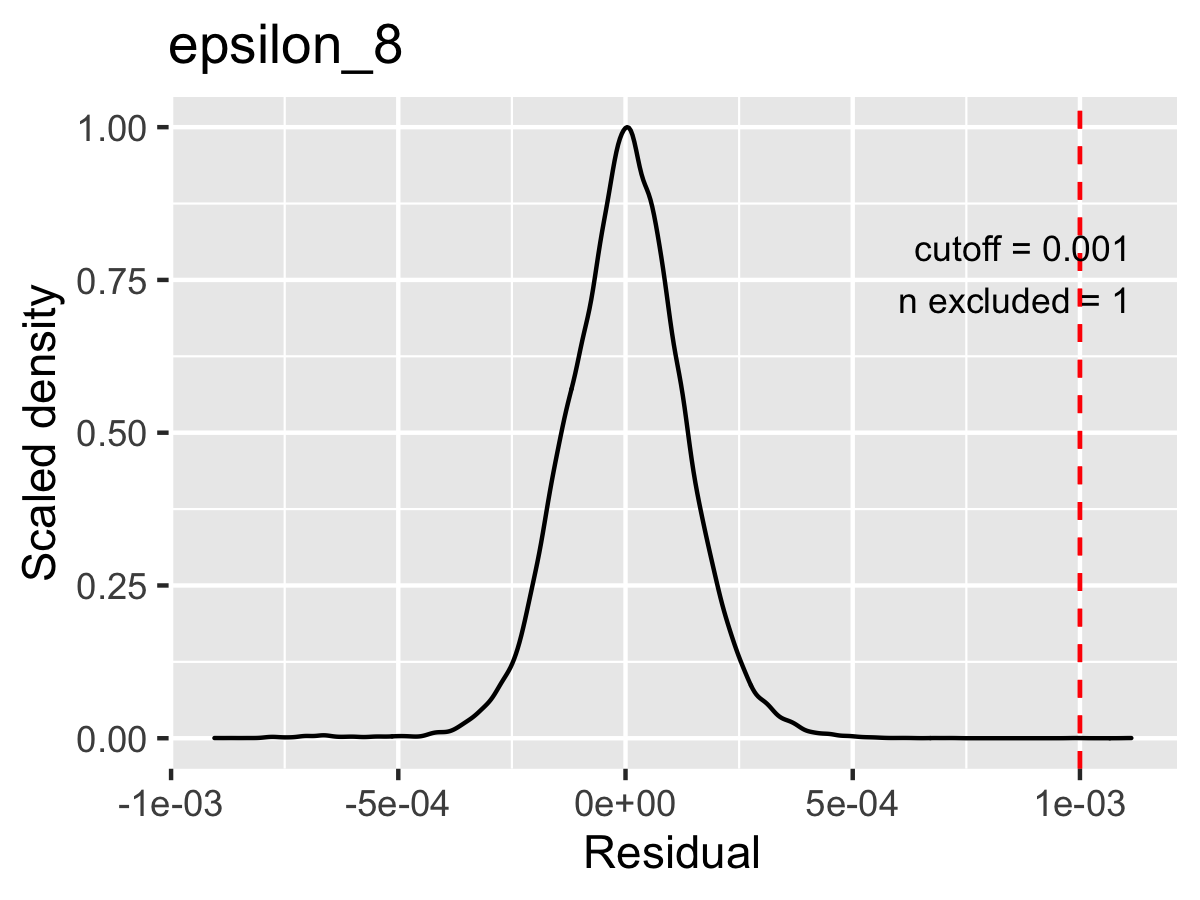 epsilon_8
1.00
0.75
0.50
0.25
0.00
Scaled density
cutoff = 0.001
n excluded = 1
-1e-03 -5e-04 0e+00 5e-04 1e-03
Residual